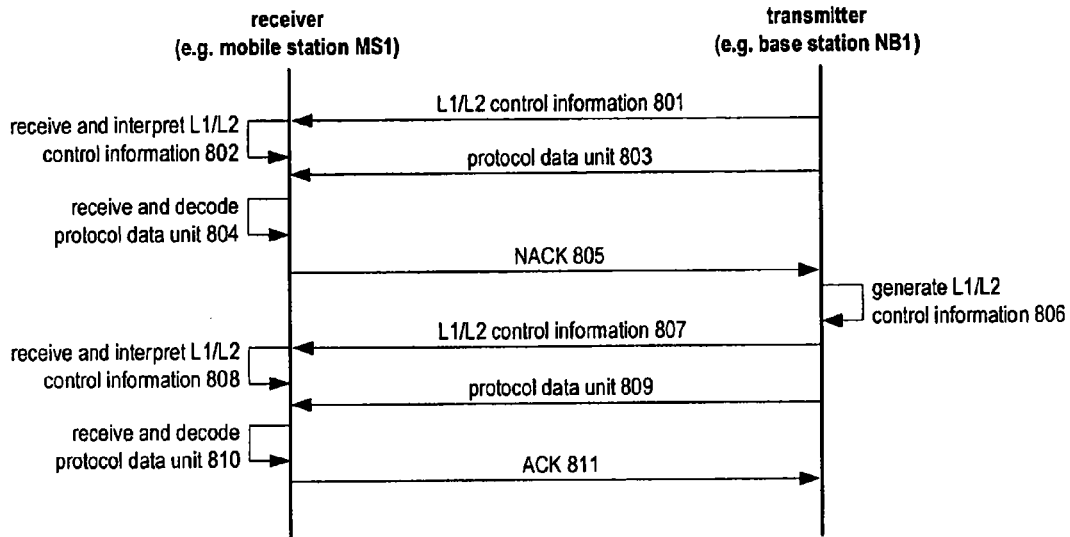 receiver
(e.g. mobile station MS1)
transmitter
(e.g. base station NB1)
L1/L2 control information 801
receive and interpret L1/L2
control information 802
protocol data unit 803
receive and decode
protocol data unit 804
NACK 805
generate L1/L2
control information 806
L1/L2 control information 807
receive and interpret L1/L2
control information 808
protocol data unit 809
receive and decode
protocol data unit 810
ACK 811